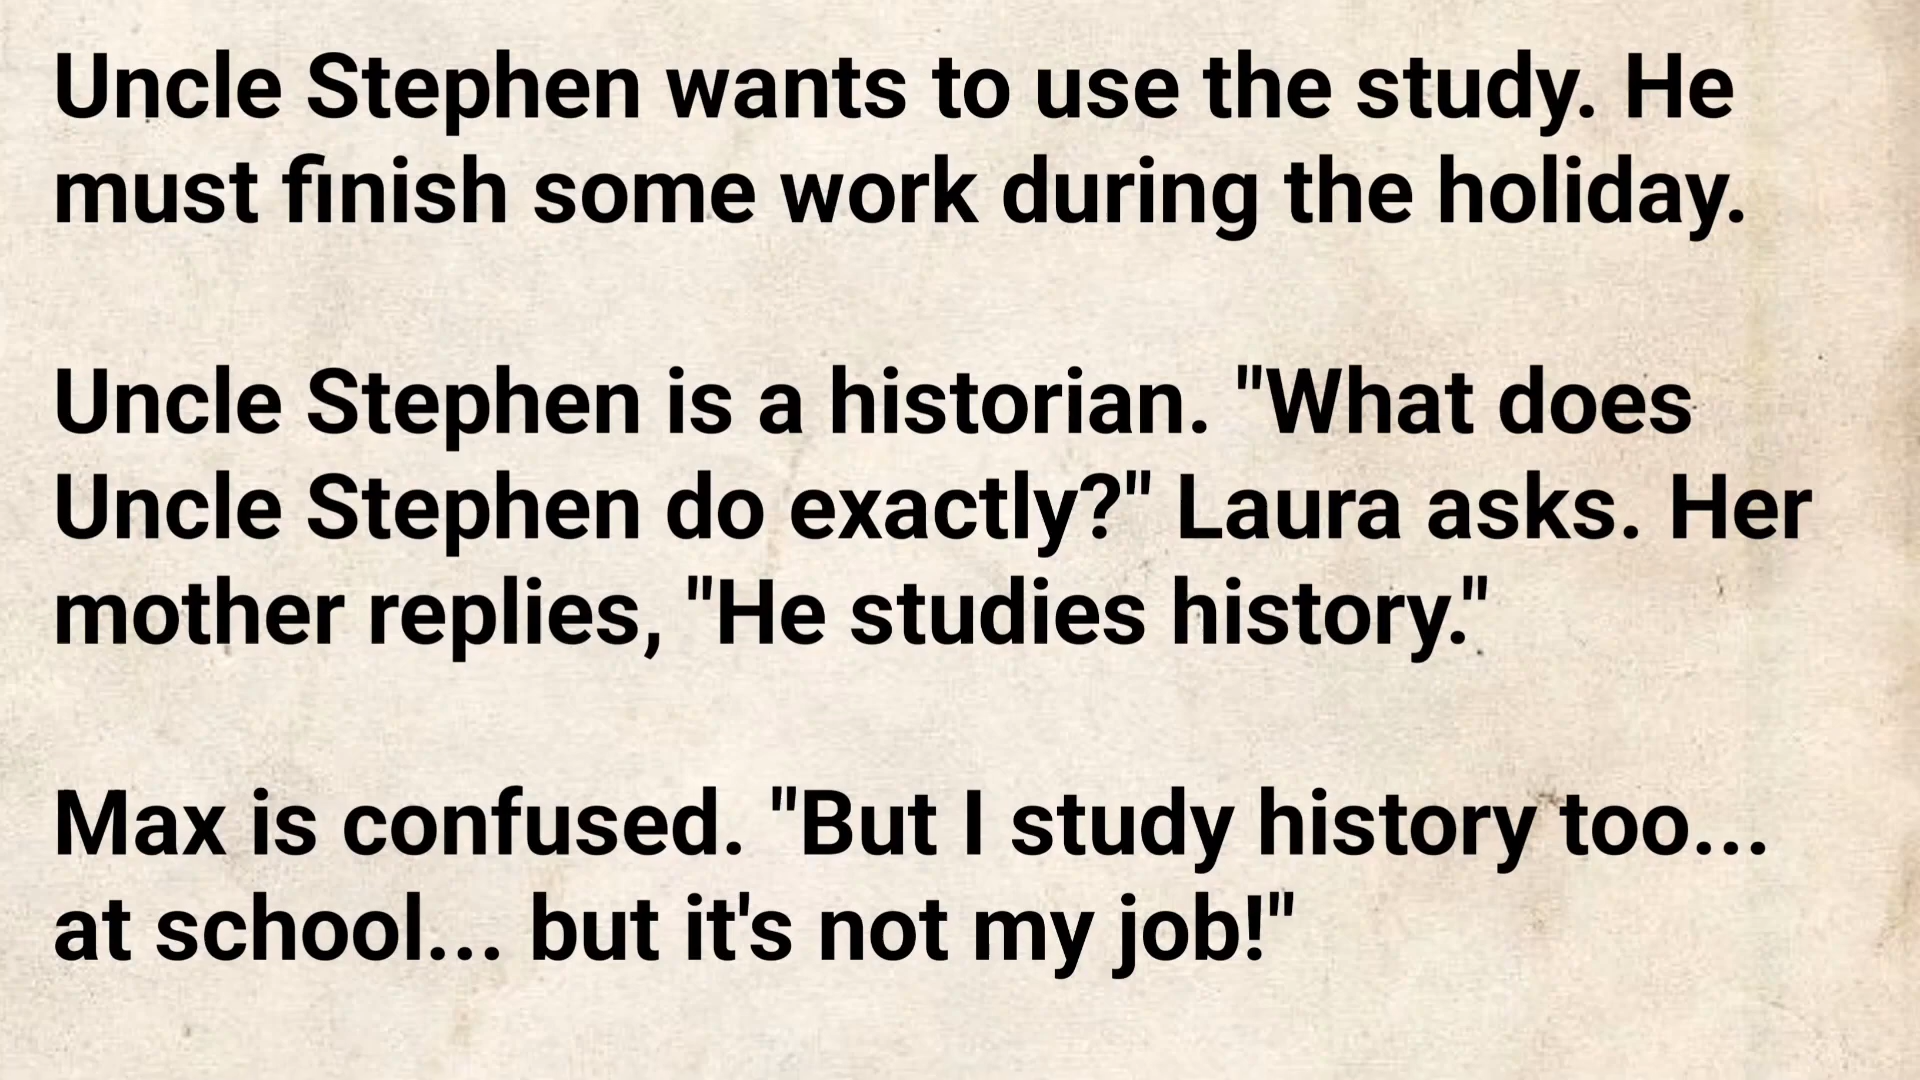 Uncle Stephen wants to use the study. He
must finish some work during the holiday.
Uncle Stephen is a historian. "What does
Uncle Stephen do exactly?" Laura asks. Her
mother replies, "He studies history."
Max is confused. "But I study history too...
at school... but it's not my job!"